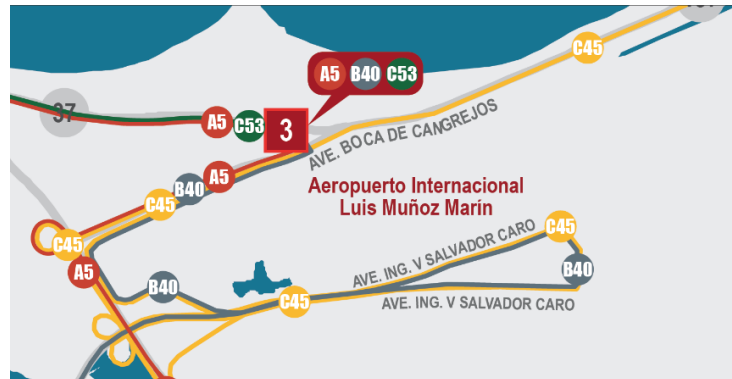 C45
A5 B40 C53
37
A5
C53
3
AVE. BOCA DE CANGREJOS
A5
B40
C45
Aeropuerto Internacional
Luis Muñoz Marín
C45
C45
A5
AVE. ING. V SALVADOR CARO
B40
B40
C45
AVE. ING. V SALVADOR CARO